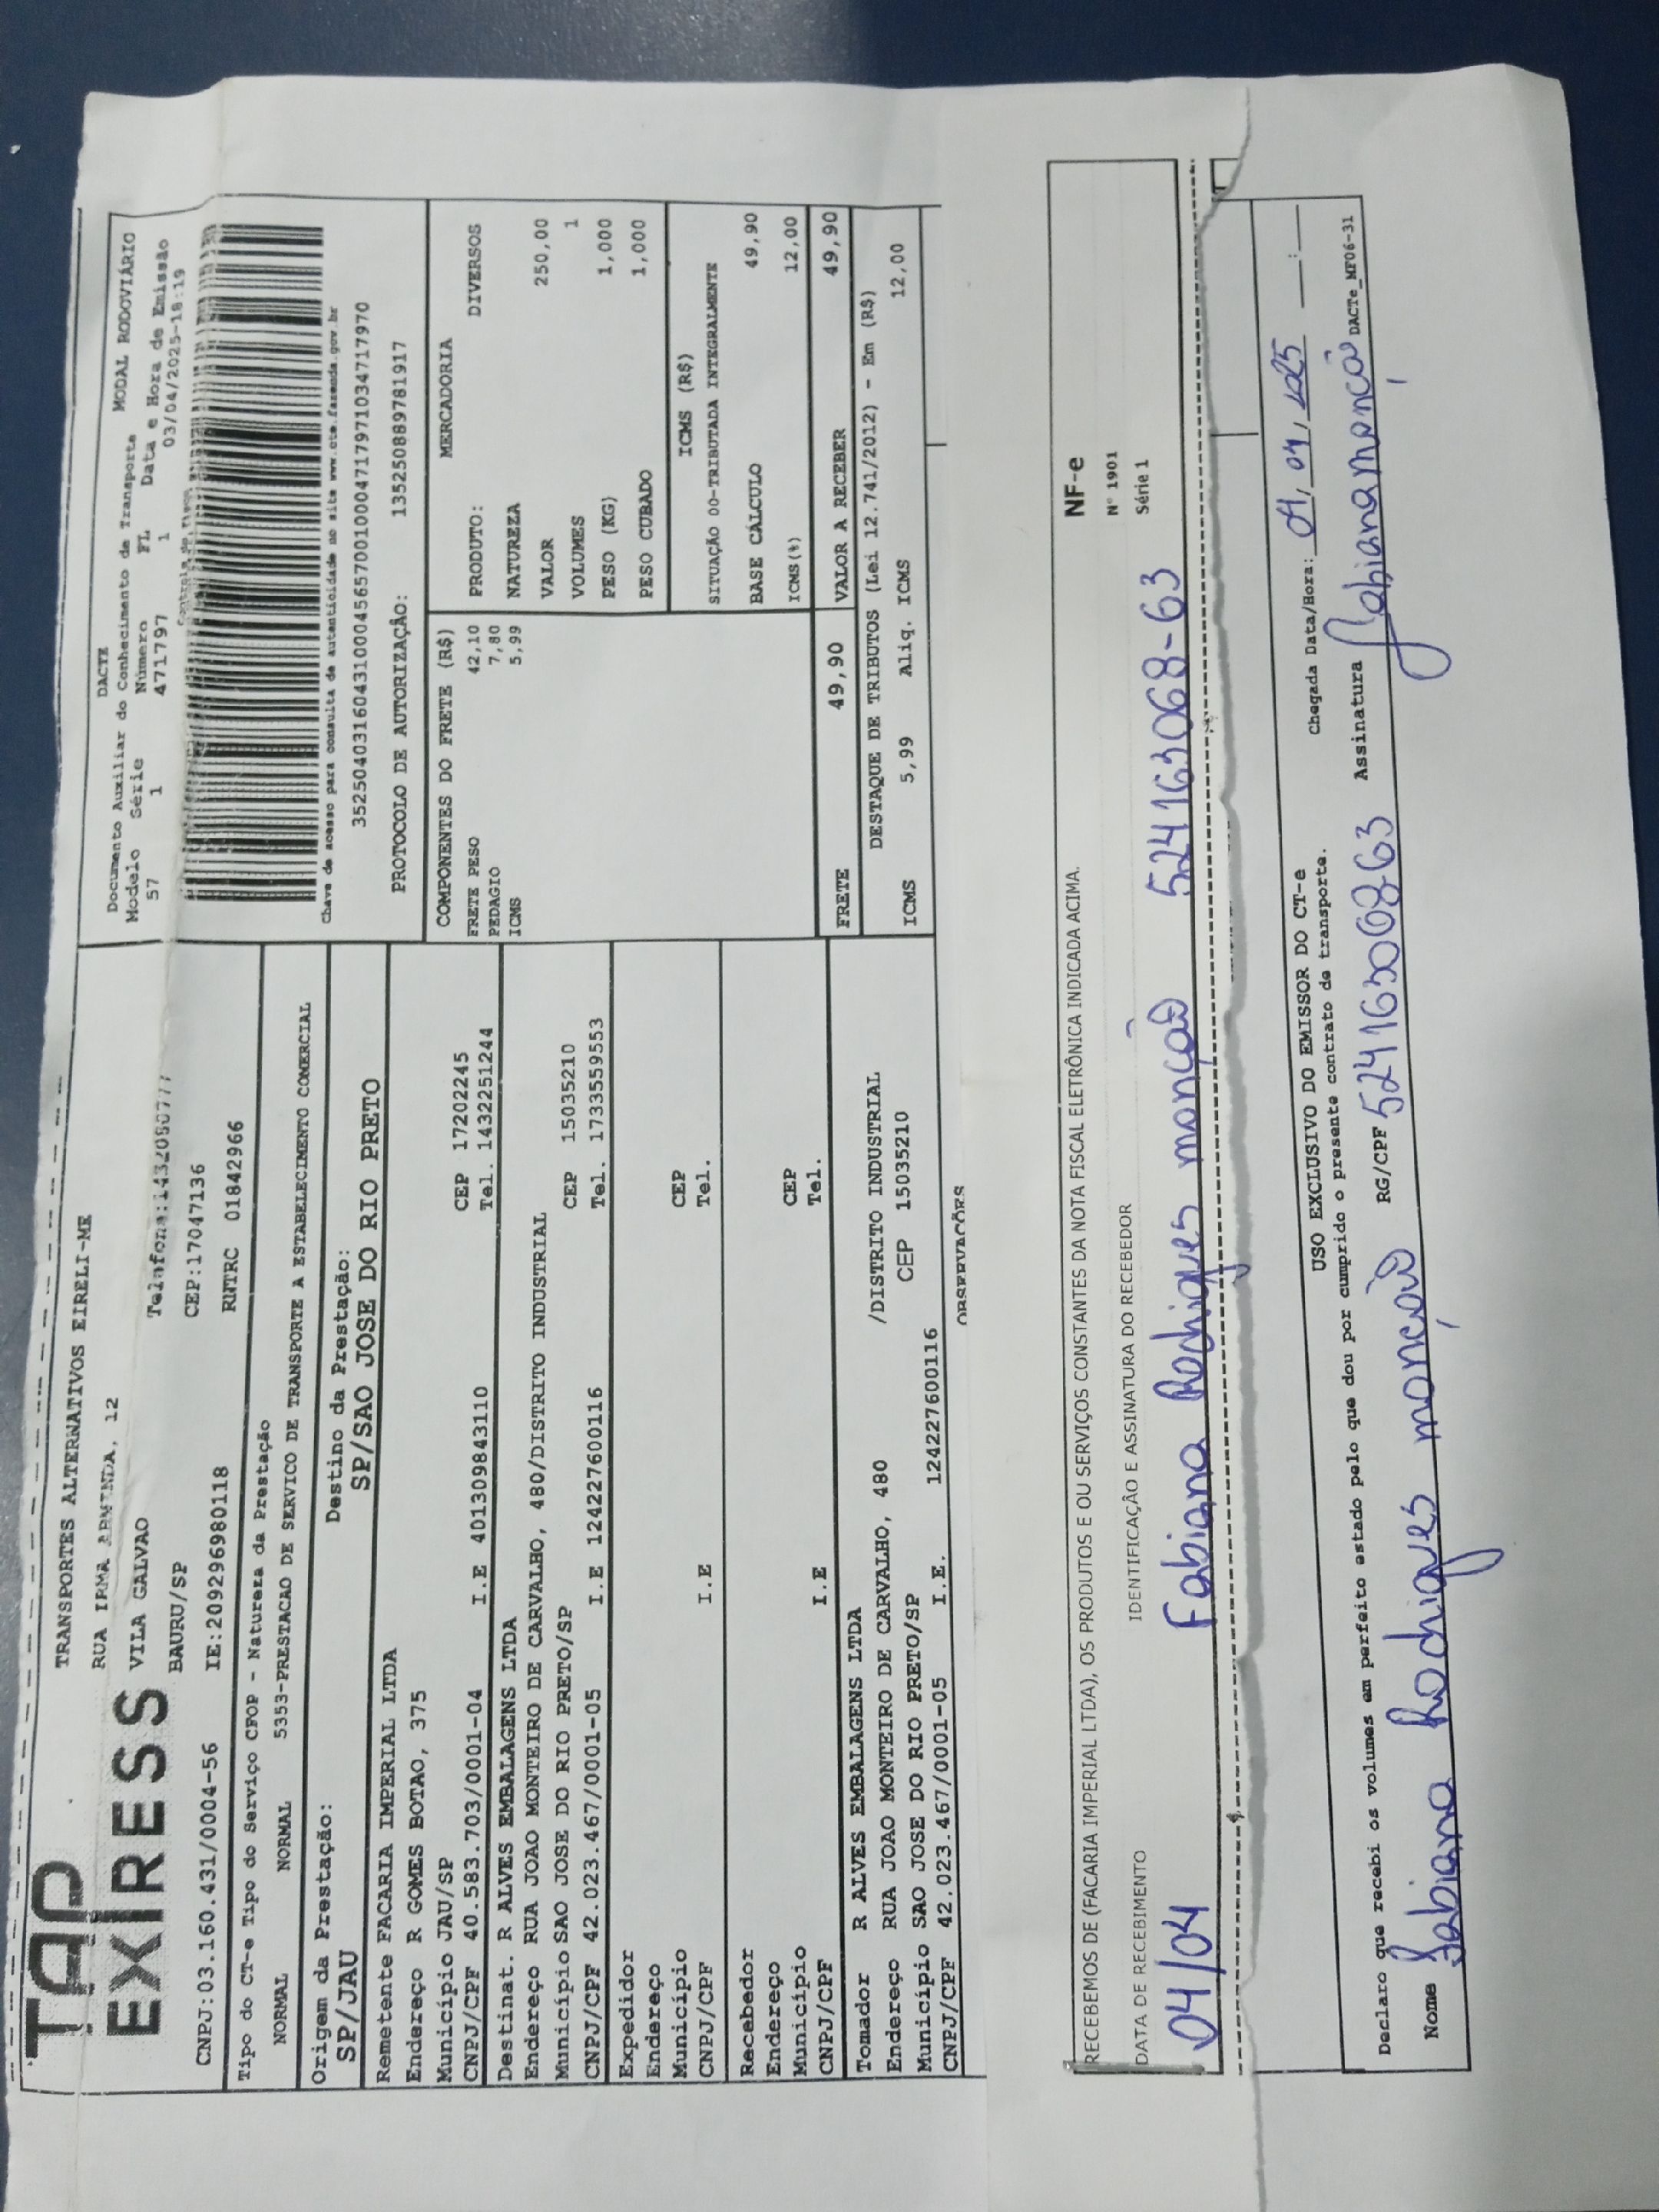 TAP EXPRESS
TRANSPORTES ALTERNATIVOS EIRELI-ME
RUA IRMA ARMINDA, 12
VILA GALVAO
Telefone:
BAURU/SP
CEP:17047136
CNPJ:03.160.431/0004-56 IE:209296980118 RNTRC 01842966
DACTE
Documento Auxiliar do Conhecimento de Transporte MODAL RODOVIÁRIO
Modelo Série Número FL Data e Hora de Emissão
57 1 471797 1 03/04/2025-18:19
Controle do Fisco
Chave de acesso para consulta de autenticidade no site www.cte.fazenda.gov.br
35250403160431000456570010004717971034717970
PROTOCOLO DE AUTORIZAÇÃO: 135250889781917
Tipo do CT-e Tipo do Serviço CFOP - Natureza da Prestação
NORMAL NORMAL 5353-PRESTACAO DE SERVICO DE TRANSPORTE A ESTABELECIMENTO COMERCIAL
Origem da Prestação: Destino da Prestação:
SP/JAU SP/SAO JOSE DO RIO PRETO
Remetente FACARIA IMPERIAL LTDA
Endereço R GOMES BOTAO, 375
Município JAU/SP CEP 17202245
CNPJ/CPF 40.583.703/0001-04 I.E 401309843110 Tel. 1432251244
Destinat. R ALVES EMBALAGENS LTDA
Endereço RUA JOAO MONTEIRO DE CARVALHO, 480/DISTRITO INDUSTRIAL
Município SAO JOSE DO RIO PRETO/SP CEP 15035210
CNPJ/CPF 42.023.467/0001-05 I.E 124227600116 Tel. 1733559553
Expedidor
Endereço
Município CEP
CNPJ/CPF I.E Tel.
Recebedor
Endereço
Município CEP
CNPJ/CPF I.E Tel.
Tomador R ALVES EMBALAGENS LTDA
Endereço RUA JOAO MONTEIRO DE CARVALHO, 480 /DISTRITO INDUSTRIAL
Município SAO JOSE DO RIO PRETO/SP CEP 15035210
CNPJ/CPF 42.023.467/0001-05 I.E. 124227600116
COMPONENTES DO FRETE (R$)
FRETE PESO 42,10
PEDAGIO 7,80
ICMS 5,99
MERCADORIA
PRODUTO: DIVERSOS
NATUREZA
VALOR 250,00
VOLUMES 1
PESO (KG) 1,000
PESO CUBADO 1,000
ICMS (R$)
SITUAÇÃO 00-TRIBUTADA INTEGRALMENTE
BASE CÁLCULO 49,90
ICMS(%) 12,00
FRETE 49,90 VALOR A RECEBER 49,90
DESTAQUE DE TRIBUTOS (Lei 12.741/2012) - Em (R$)
ICMS 5,99 Aliq. ICMS 12,00
OBSERVAÇÕES
RECEBEMOS DE (FACARIA IMPERIAL LTDA), OS PRODUTOS E OU SERVIÇOS CONSTANTES DA NOTA FISCAL ELETRÔNICA INDICADA ACIMA.
NF-e
Nº 1901
Série 1
DATA DE RECEBIMENTO IDENTIFICAÇÃO E ASSINATURA DO RECEBEDOR
04/04 Fabiana Rodrigues monção 524163068-63
USO EXCLUSIVO DO EMISSOR DO CT-e
Declaro que recebi os volumes em perfeito estado pelo que dou por cumprido o presente contrato de transporte.
Chegada Data/Hora: 04/04/2025 __:__
Nome Fabiana Rodrigues monção RG/CPF 52416306863 Assinatura Fabiana monção
DACTe_MF06-31